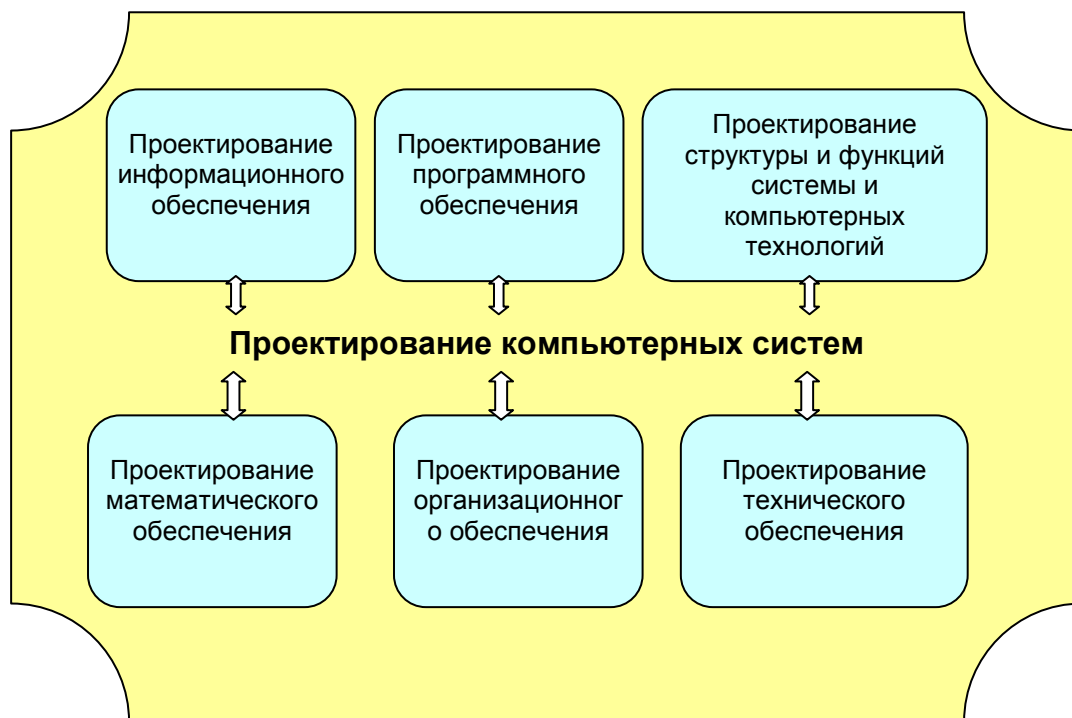 Проектирование
информационного
обеспечения
Проектирование
программного
обеспечения
Проектирование
структуры и функций
системы и
компьютерных
технологий
Проектирование компьютерных систем
Проектирование
математического
обеспечения
Проектирование
организационног
о обеспечения
Проектирование
технического
обеспечения